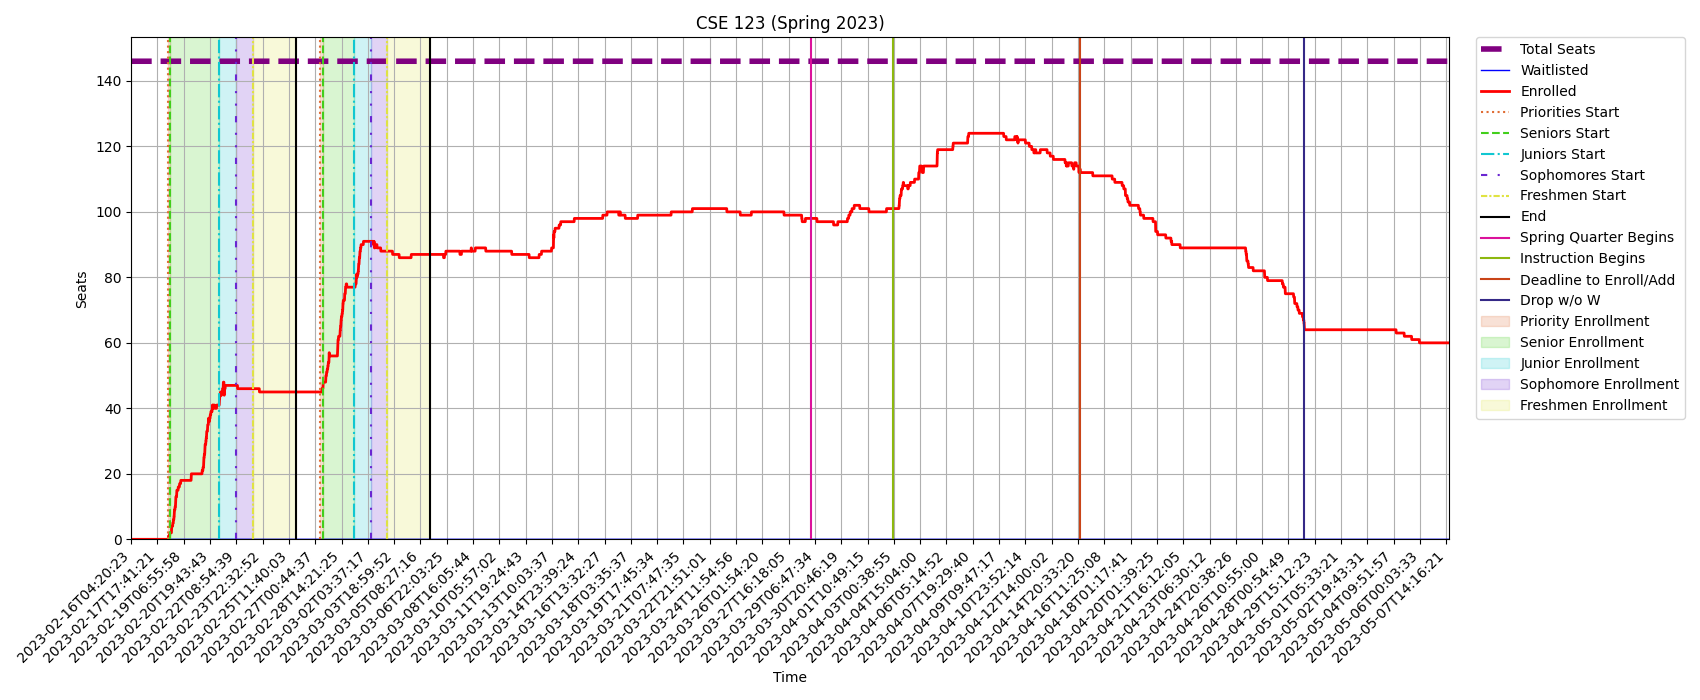 CSE 123 (Spring 2023)
Seats
140
120
100
80
60
40
20
0
2023-02-16T04:20:23
2023-02-17T17:41:21
2023-02-19T06:55:58
2023-02-20T19:43:43
2023-02-22T08:54:39
2023-02-23T22:32:52
2023-02-25T11:40:03
2023-02-27T00:44:37
2023-02-28T14:21:25
2023-03-02T03:37:17
2023-03-03T18:59:52
2023-03-05T08:27:16
2023-03-06T22:03:25
2023-03-08T16:05:44
2023-03-10T05:57:02
2023-03-11T19:24:43
2023-03-13T10:03:37
2023-03-14T23:39:24
2023-03-16T13:32:27
2023-03-18T03:35:37
2023-03-19T17:45:34
2023-03-21T07:47:35
2023-03-22T21:51:01
2023-03-24T11:54:56
2023-03-26T01:54:20
2023-03-27T16:18:05
2023-03-29T06:47:34
2023-03-30T20:46:19
2023-04-01T10:49:15
2023-04-03T00:38:55
2023-04-04T15:04:00
2023-04-06T05:14:52
2023-04-07T19:29:40
2023-04-09T09:47:17
2023-04-10T23:52:14
2023-04-12T14:00:02
2023-04-14T20:33:20
2023-04-16T11:25:08
2023-04-18T01:17:41
2023-04-20T01:39:25
2023-04-21T16:12:05
2023-04-23T06:30:12
2023-04-24T20:38:26
2023-04-26T10:55:00
2023-04-28T00:54:49
2023-04-29T15:12:23
2023-05-01T05:33:21
2023-05-02T19:43:31
2023-05-04T09:51:57
2023-05-06T00:03:33
2023-05-07T14:16:21
Time
Total Seats
Waitlisted
Enrolled
Priorities Start
Seniors Start
Juniors Start
Sophomores Start
Freshmen Start
End
Spring Quarter Begins
Instruction Begins
Deadline to Enroll/Add
Drop w/o W
Priority Enrollment
Senior Enrollment
Junior Enrollment
Sophomore Enrollment
Freshmen Enrollment